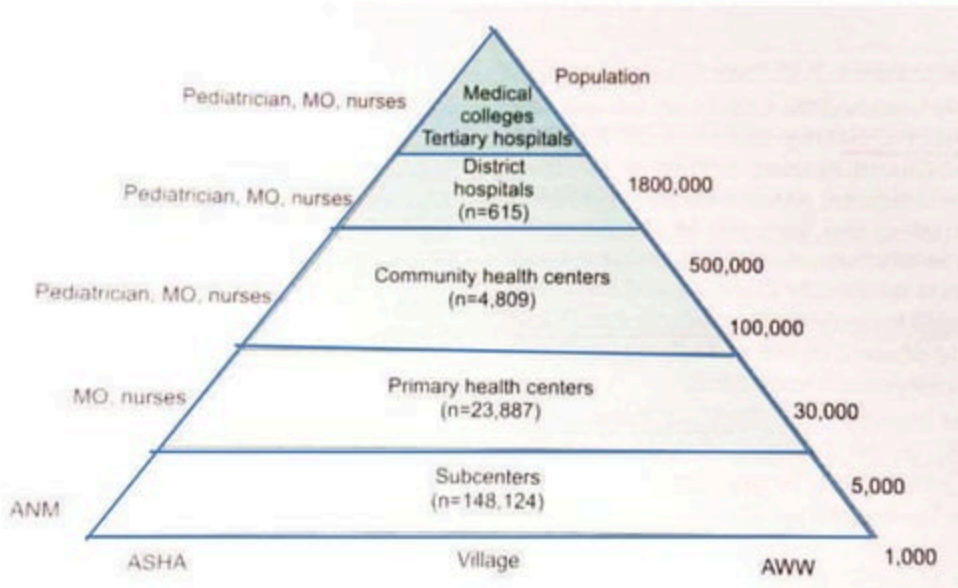 Population
Pediatrician, MO, nurses
Medical
colleges
Tertiary hospitals
Pediatrician, MO, nurses
District
hospitals
(n=615)
1800,000
Pediatrician, MO, nurses
Community health centers
(n=4,809)
500,000
100,000
MO, nurses
Primary health centers
(n=23,887)
30,000
ANM
Subcenters
(n=148,124)
5,000
ASHA
Village
AWW
1,000